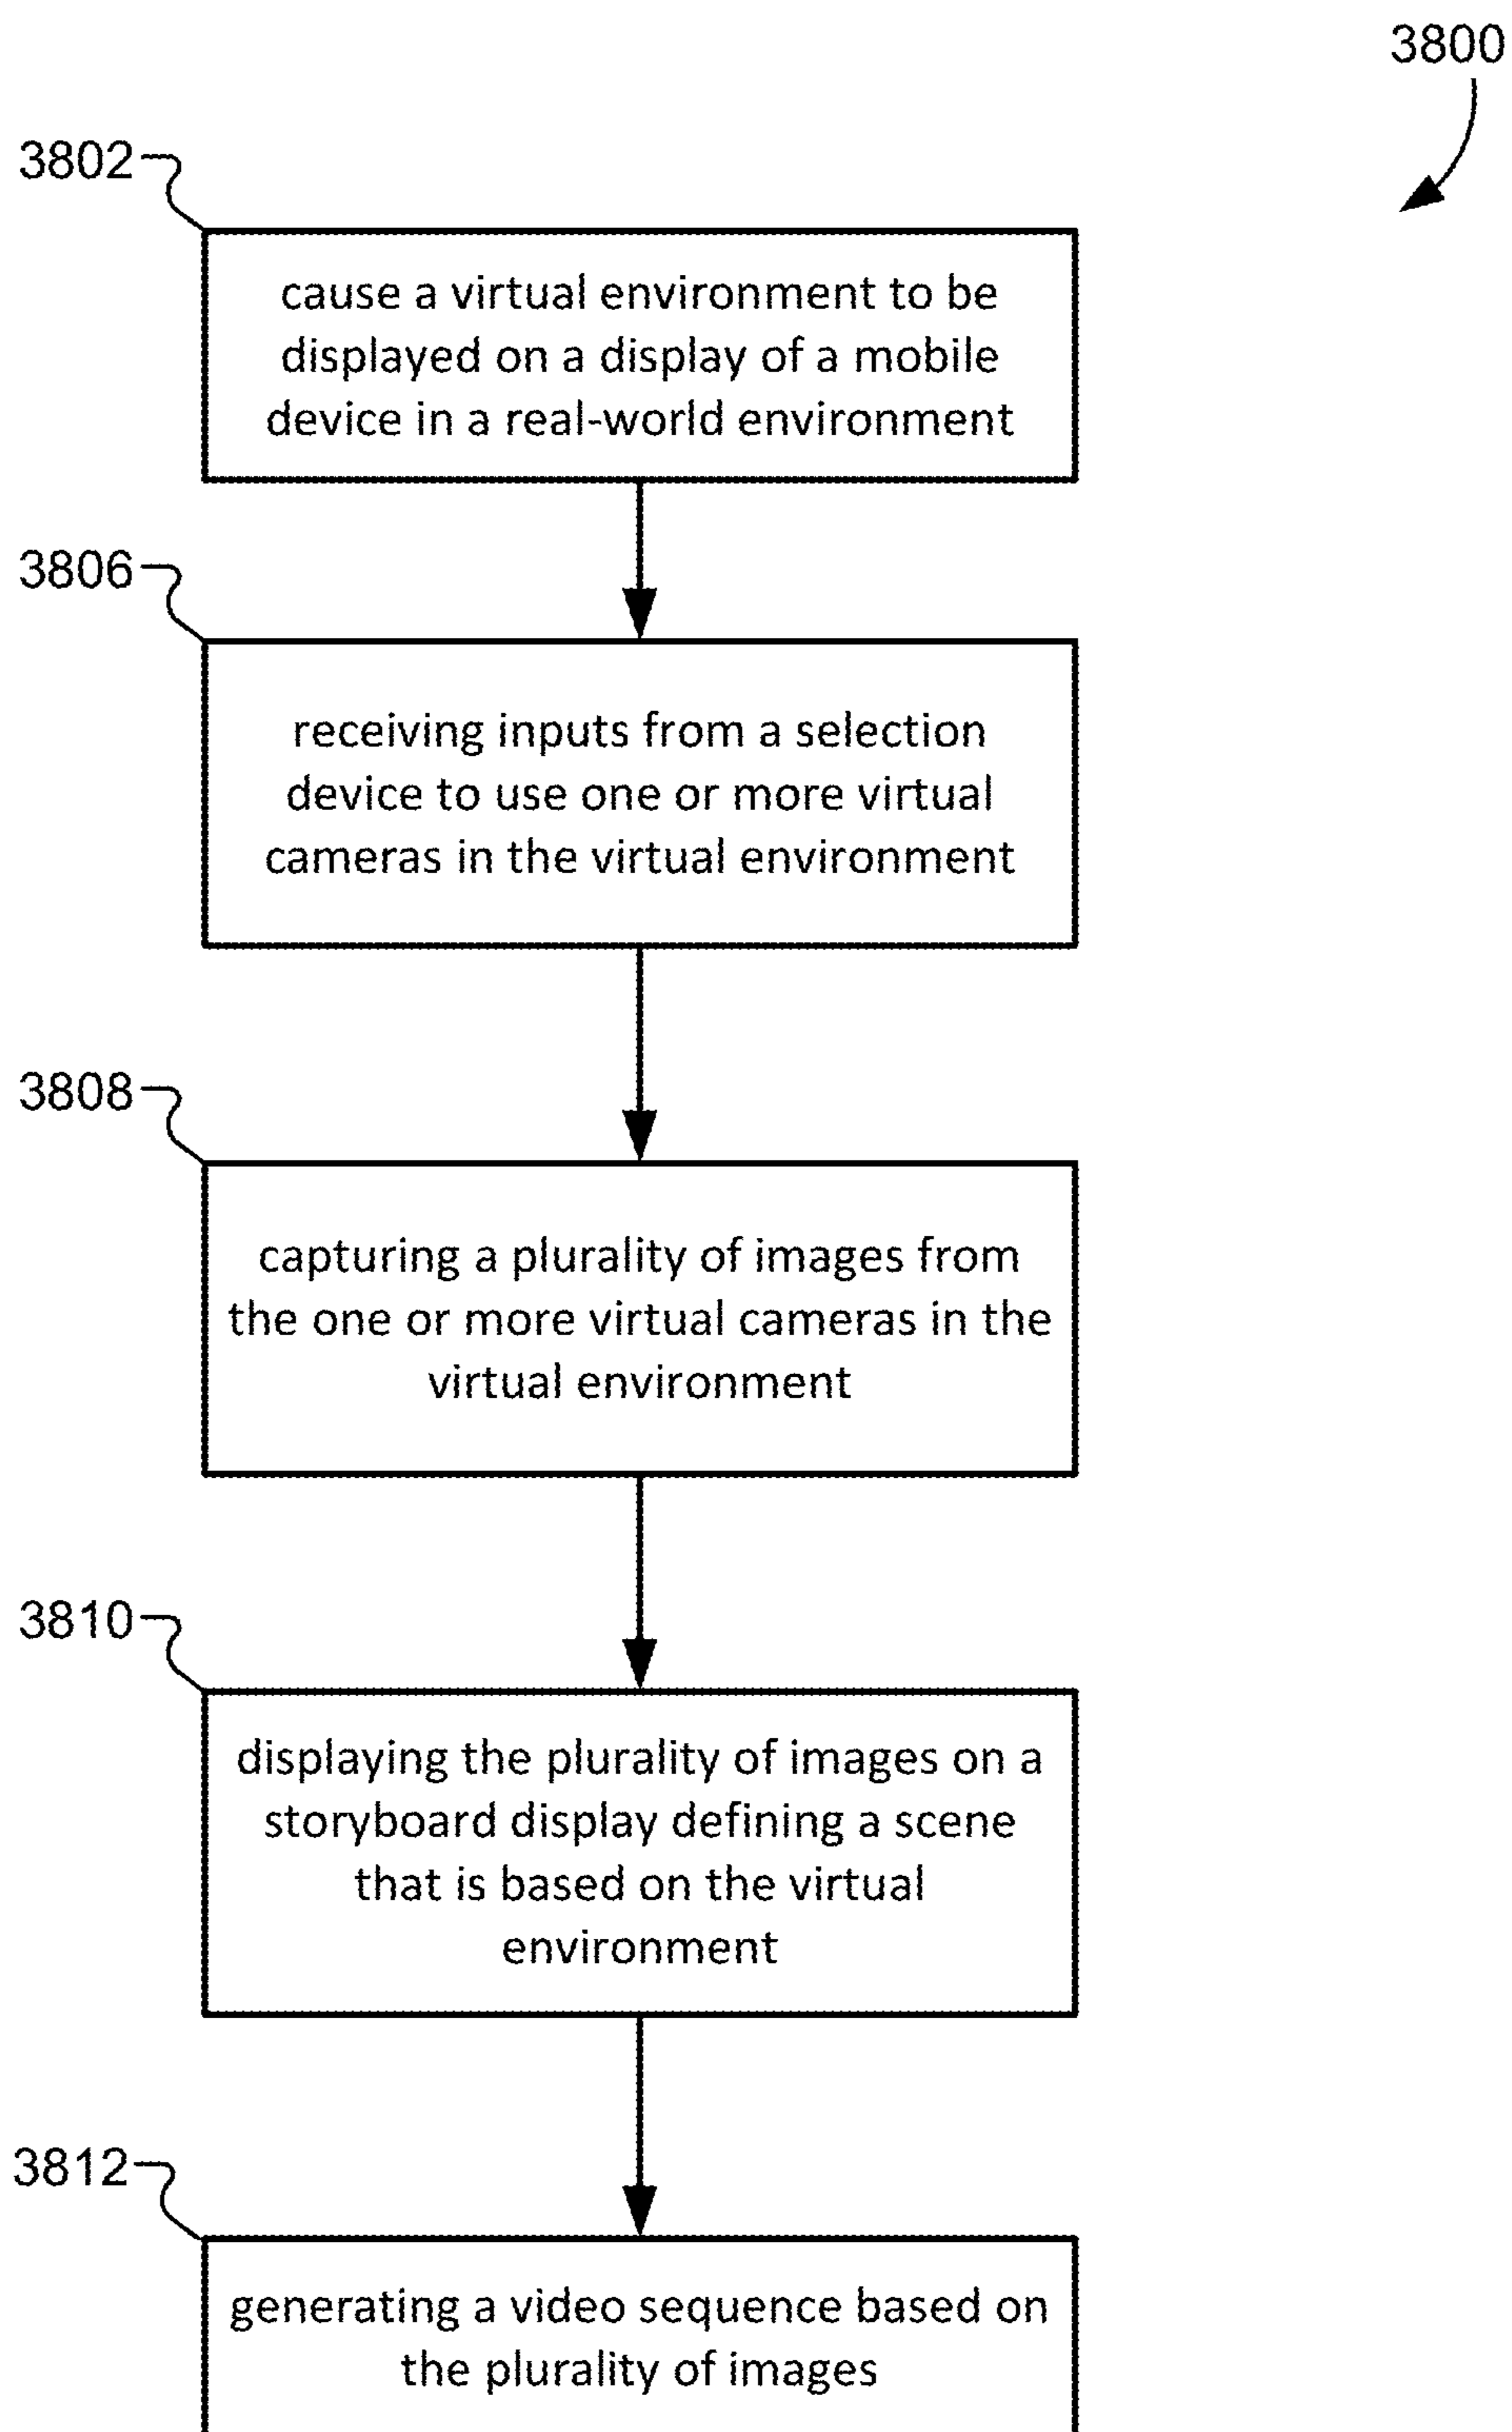 3800
3802
cause a virtual environment to be
displayed on a display of a mobile
device in a real-world environment
3806
receiving inputs from a selection
device to use one or more virtual
cameras in the virtual environment
3808
capturing a plurality of images from
the one or more virtual cameras in the
virtual environment
3810
displaying the plurality of images on a
storyboard display defining a scene
that is based on the virtual
environment
3812
generating a video sequence based on
the plurality of images